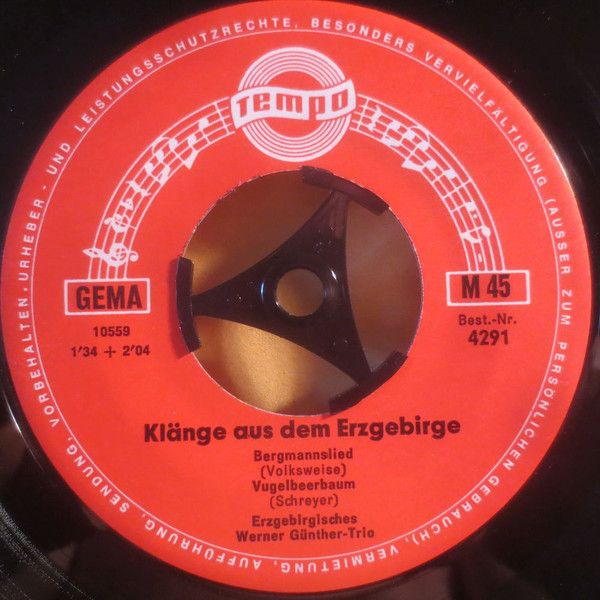 URHEBER- UND LEISTUNGSSCHUTZRECHTE, BESONDERS VERVIELFÄLTIGUNG (AUSSER ZUM PERSÖNLICHEN GEBRAUCH), VERMIETUNG, AUFFÜHRUNG, SENDUNG, VORBEHALTEN.
TEMPO
GEMA
M 45
10559
1'34 + 2'04
Best.-Nr.
4291
Klänge aus dem Erzgebirge
Bergmannslied
(Volksweise)
Vugelbeerbaum
(Schreyer)
Erzgebirgisches
Werner Günther-Trio